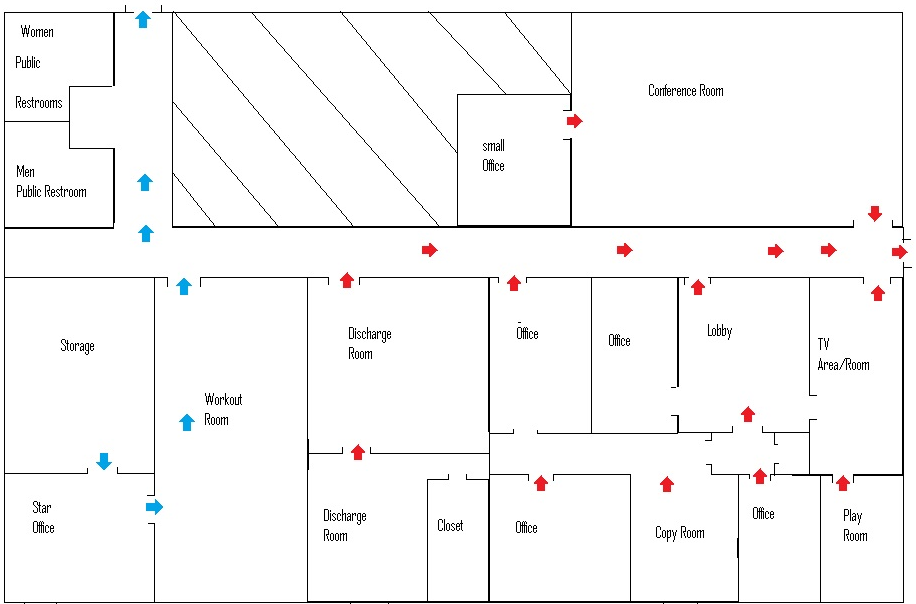 Women
Public
Restrooms
Men
Public Restroom
small
Office
Conference Room
Storage
Workout
Room
Discharge
Room
Office
Office
Lobby
TV
Area/Room
Star
Office
Discharge
Room
Closet
Office
Copy Room
Office
Play
Room